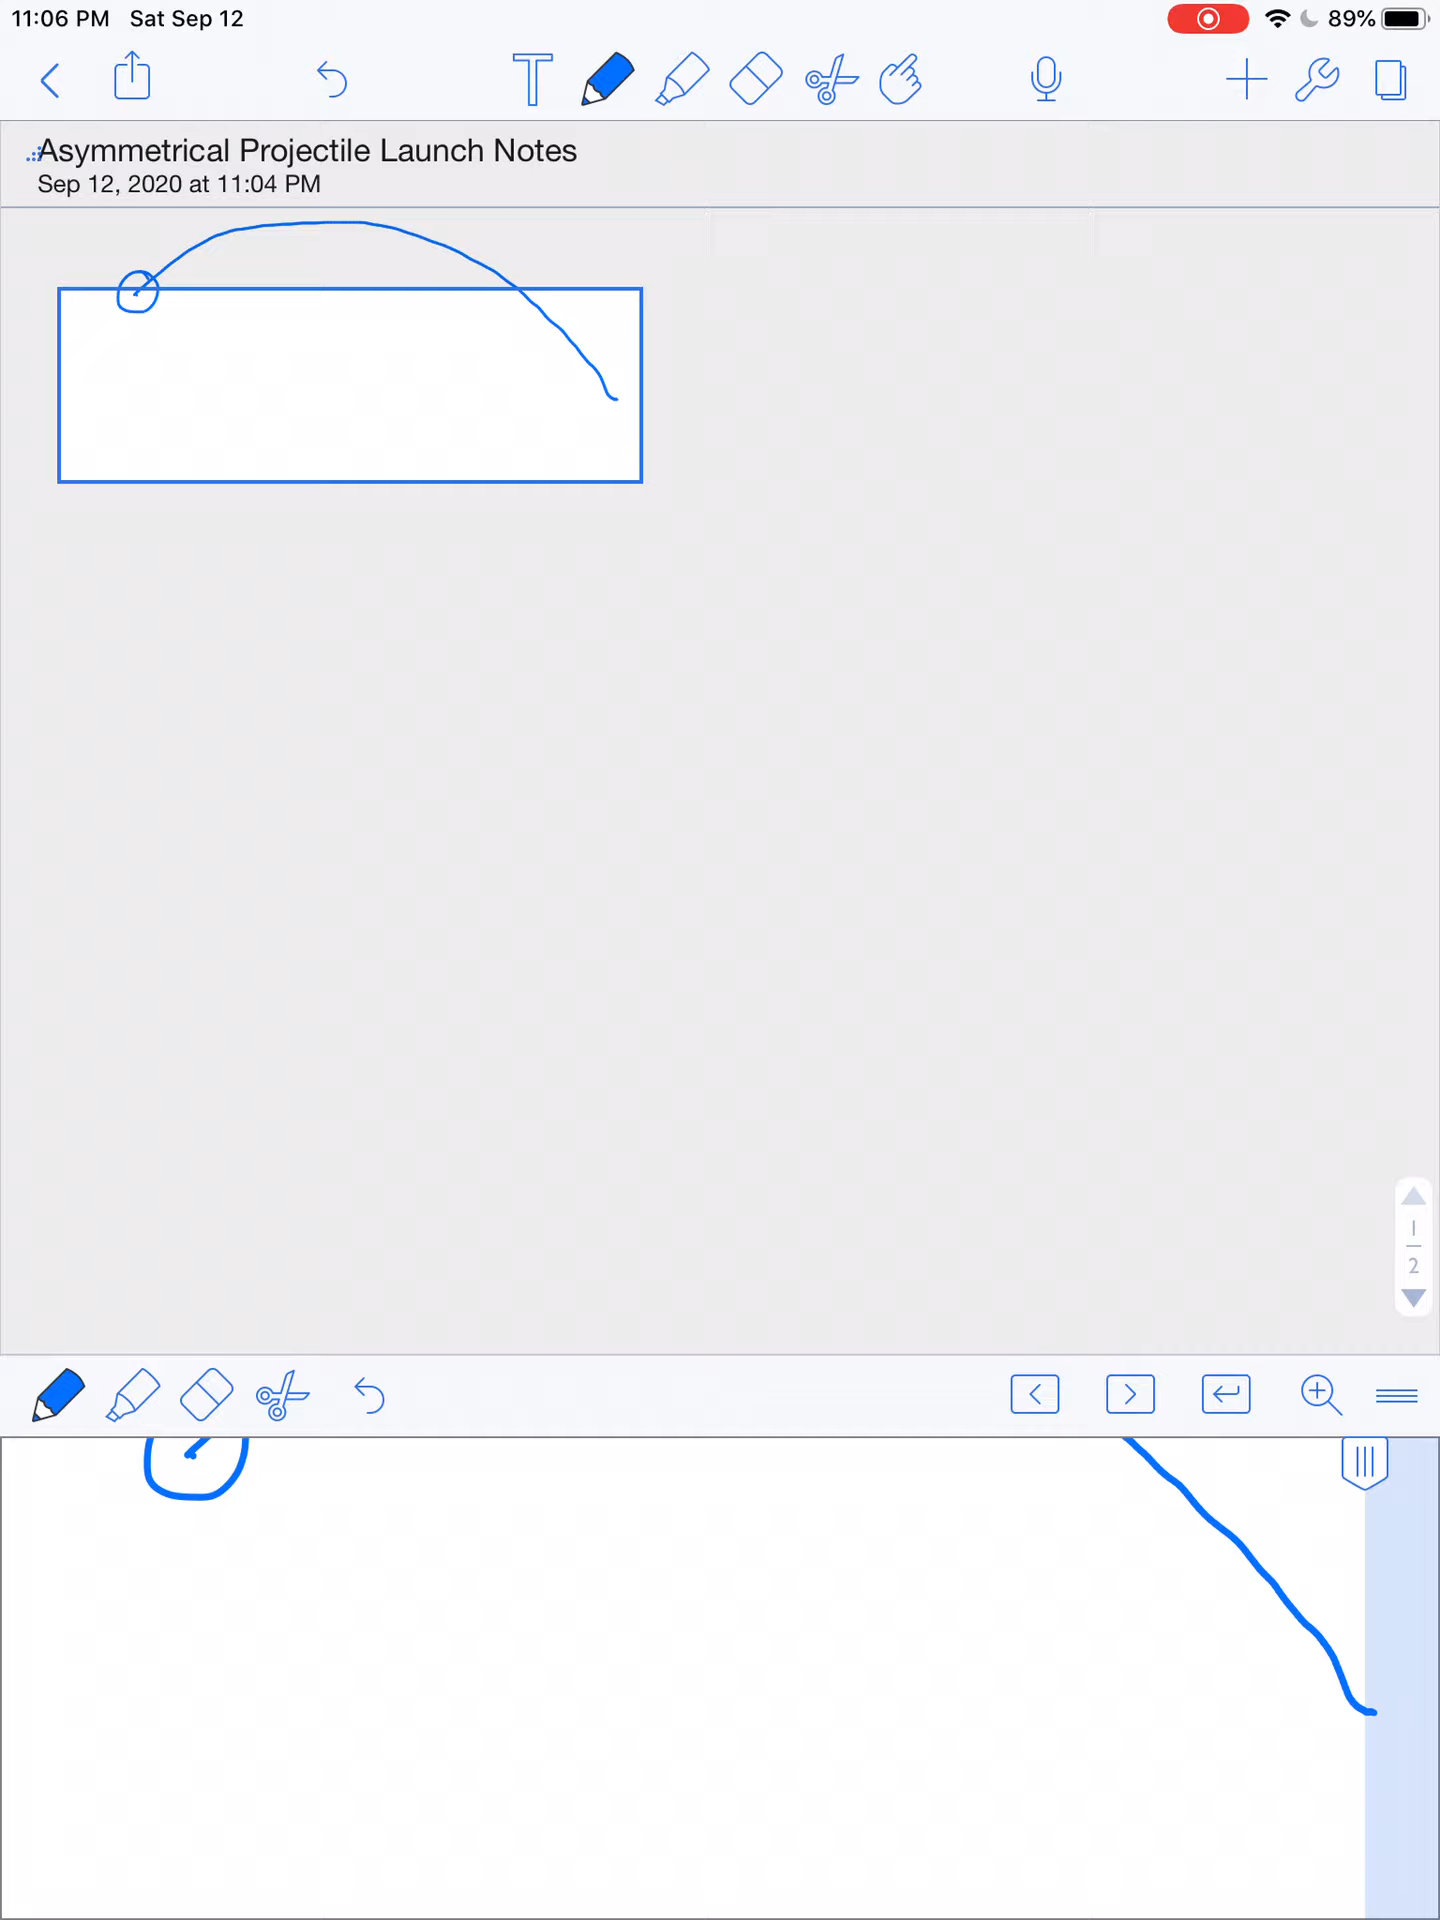 11:06 PM Sat Sep 12
89%
Asymmetrical Projectile Launch Notes
Sep 12, 2020 at 11:04 PM
1
2